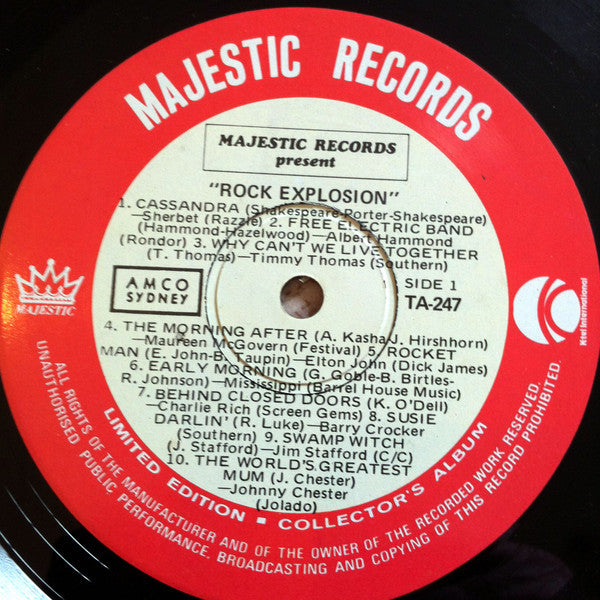 MAJESTIC RECORDS
MAJESTIC RECORDS
present
"ROCK EXPLOSION"
1. CASSANDRA (Shakespeare-Porter-Shakespeare)
—Sherbet (Razzle) 2. FREE ELECTRIC BAND
(Hammond-Hazelwood)—Albert Hammond
(Rondor) 3. WHY CAN'T WE LIVE TOGETHER
(T. Thomas)—Timmy Thomas (Southern)
AMCO
SYDNEY
SIDE 1
TA-247
MAJESTIC
K-tel International
4. THE MORNING AFTER (A. Kasha-J. Hirshhorn)
—Maureen McGovern (Festival) 5. ROCKET
MAN (E. John-B. Taupin)—Elton John (Dick James)
6. EARLY MORNING (G. Goble-B. Birtles-
R. Johnson)—Mississippi (Barrel House Music)
7. BEHIND CLOSED DOORS (K. O'Dell)
—Charlie Rich (Screen Gems) 8. SUSIE
DARLIN' (R. Luke)—Barry Crocker
(Southern) 9. SWAMP WITCH
(J. Stafford)—Jim Stafford (C/C)
10. THE WORLD'S GREATEST
MUM (J. Chester)
—Johnny Chester
(Jolado)
LIMITED EDITION ▪ COLLECTOR'S ALBUM
ALL RIGHTS OF THE MANUFACTURER AND OF THE OWNER OF THE RECORDED WORK RESERVED.
UNAUTHORISED PUBLIC PERFORMANCE. BROADCASTING AND COPYING OF THIS RECORD PROHIBITED.